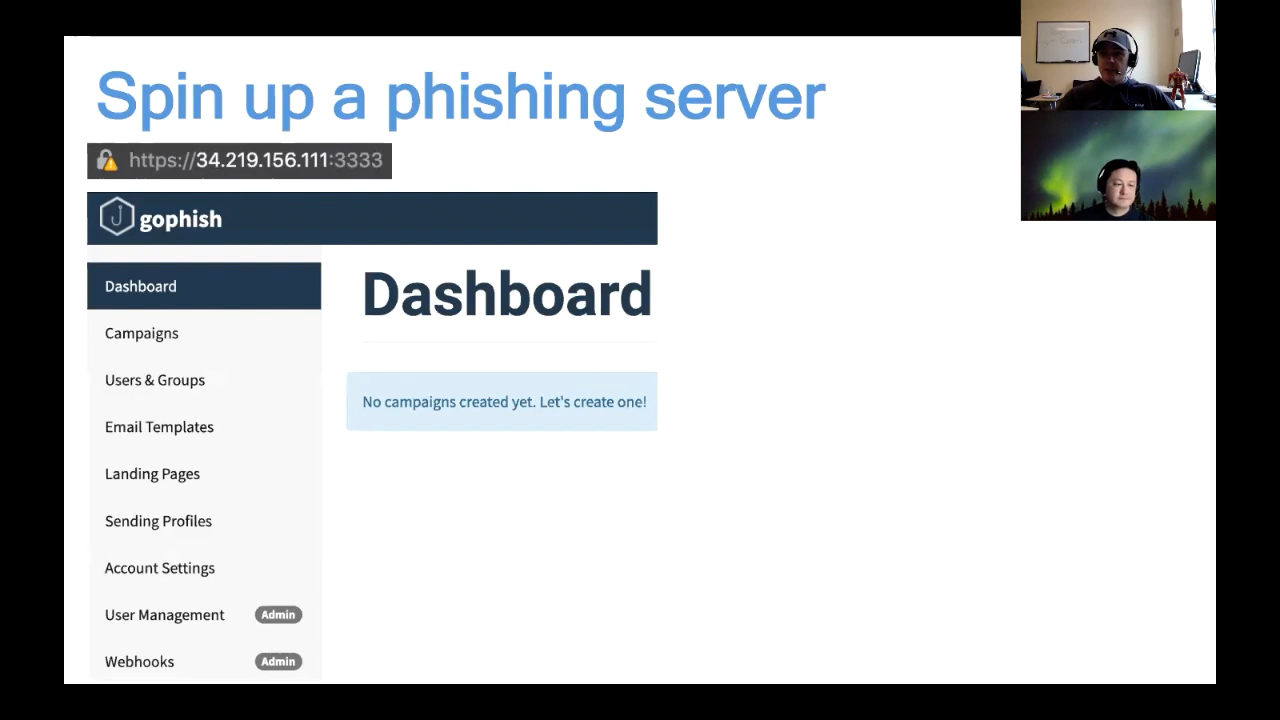 Spin up a phishing server
https://34.219.156.111:3333
gophish
Dashboard
Dashboard
Campaigns
No campaigns created yet. Let's create one!
Users & Groups
Email Templates
Landing Pages
Sending Profiles
Account Settings
User Management Admin
Webhooks Admin